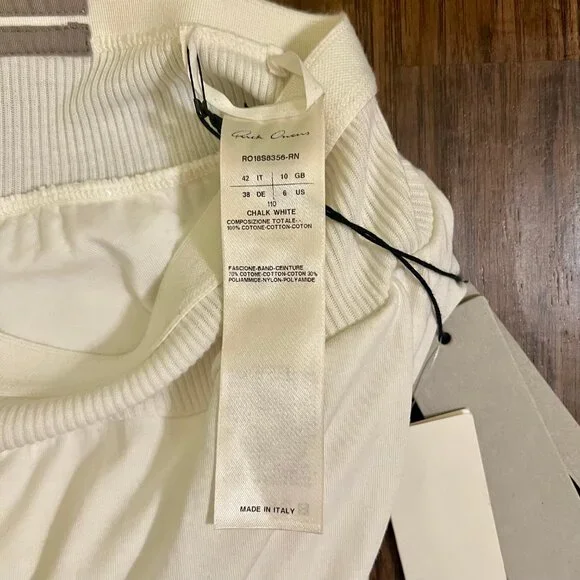 Rick Owens
RO18S8356-RN
42 IT 10 GB
38 DE 6 US
110
CHALK WHITE
COMPOSIZIONE TOTALE-.
100% COTONE-COTTON-COTON
FASCIONE-BAND-CEINTURE
70% COTONE-COTTON-COTON 30%
POLIAMMIDE-NYLON-POLYAMIDE
MADE IN ITALY